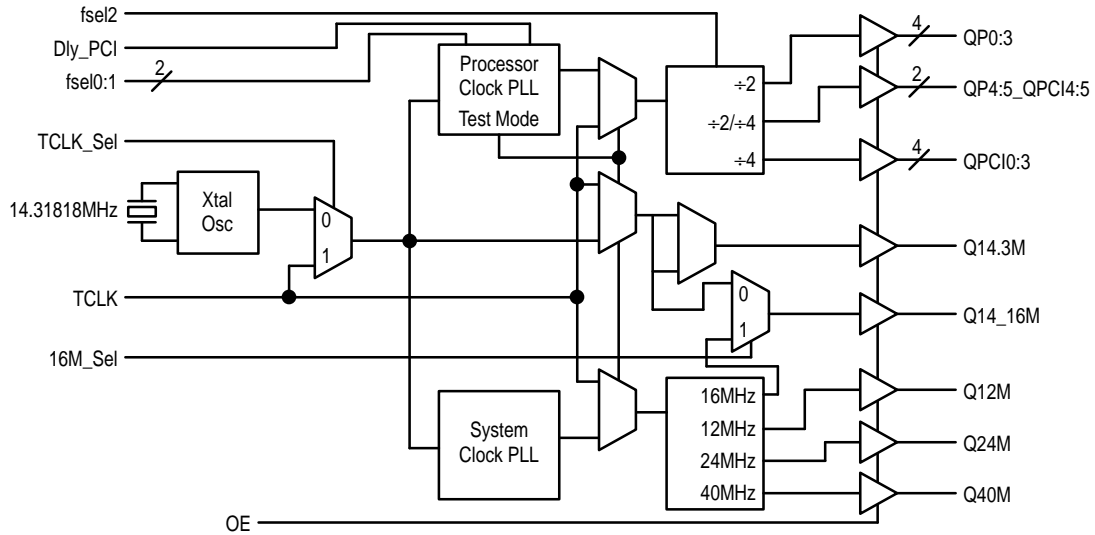 fsel2
Dly_PCI
fsel0:1
2
TCLK_Sel
14.31818MHz
Xtal
Osc
0
1
TCLK
16M_Sel
OE
Processor
Clock PLL
Test Mode
System
Clock PLL
÷2
÷2/÷4
÷4
0
1
16MHz
12MHz
24MHz
40MHz
4
QP0:3
2
QP4:5_QPCI4:5
4
QPCI0:3
Q14.3M
Q14_16M
Q12M
Q24M
Q40M